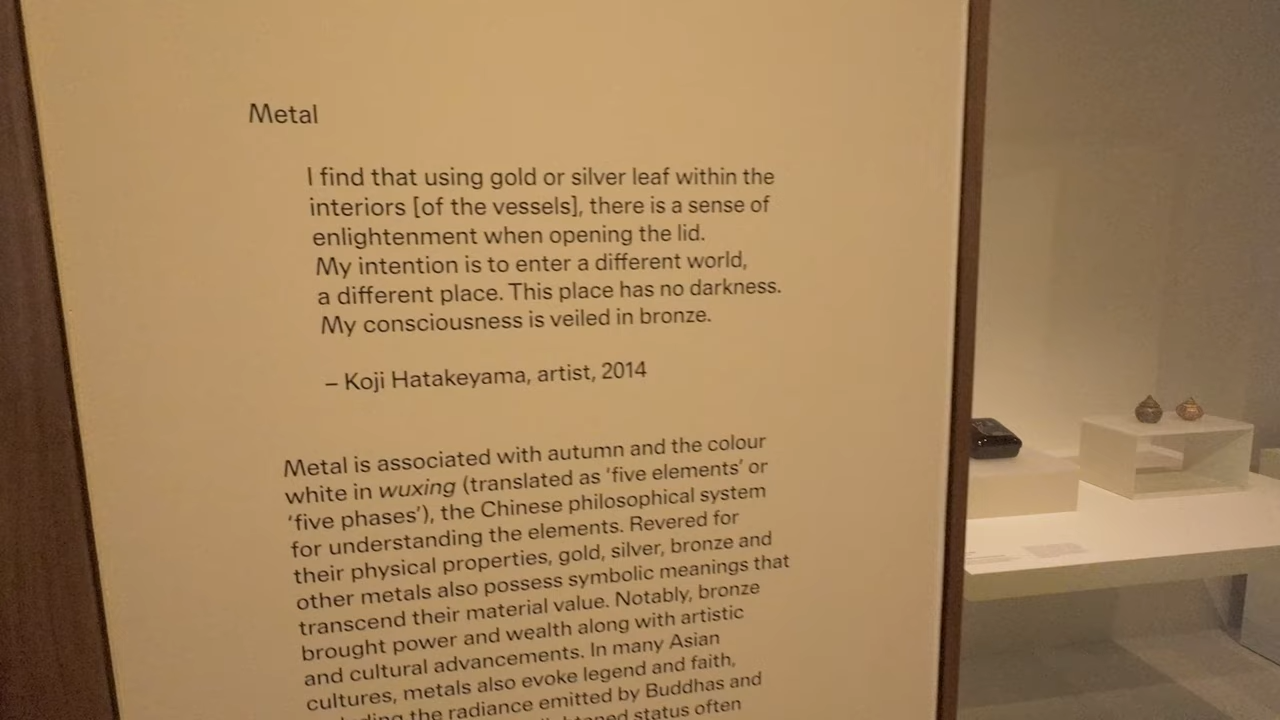 Metal
I find that using gold or silver leaf within the
interiors [of the vessels], there is a sense of
enlightenment when opening the lid.
My intention is to enter a different world,
a different place. This place has no darkness.
My consciousness is veiled in bronze.
– Koji Hatakeyama, artist, 2014
Metal is associated with autumn and the colour
white in wuxing (translated as ‘five elements’ or
‘five phases’), the Chinese philosophical system
for understanding the elements. Revered for
their physical properties, gold, silver, bronze and
other metals also possess symbolic meanings that
transcend their material value. Notably, bronze
brought power and wealth along with artistic
and cultural advancements. In many Asian
cultures, metals also evoke legend and faith,
the radiance emitted by Buddhas and
status often